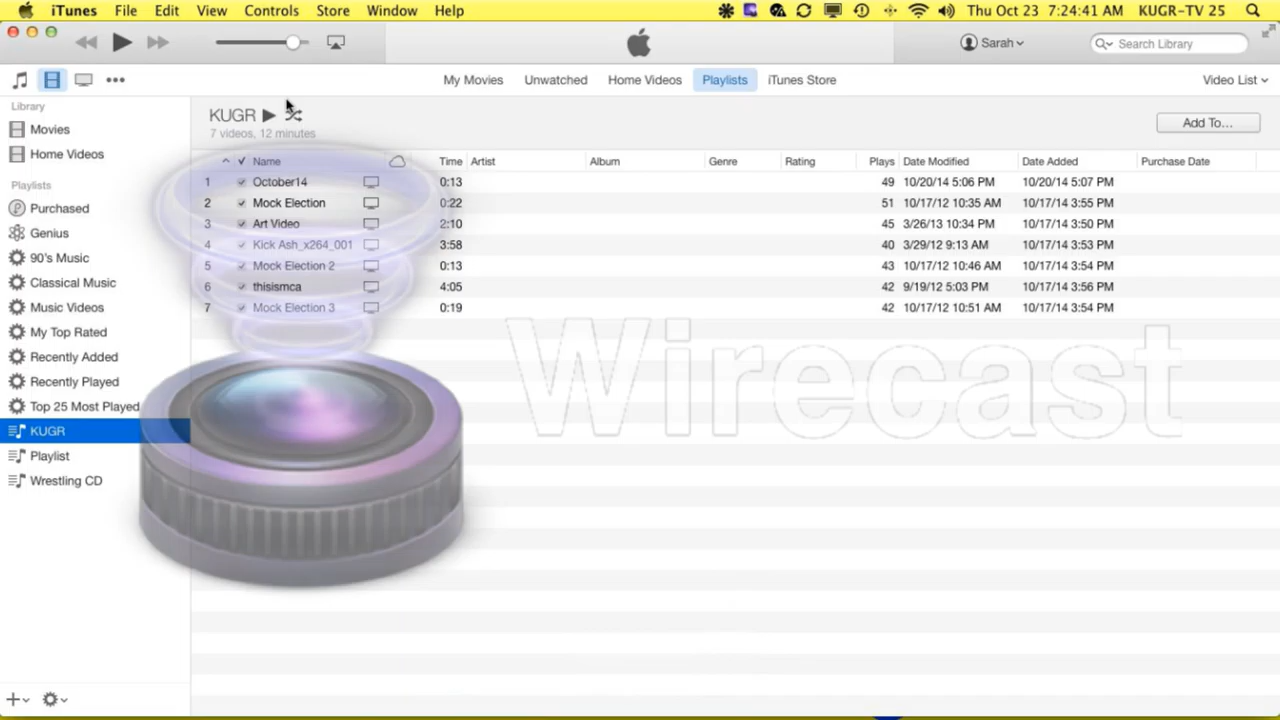 iTunes File Edit View Controls Store Window Help Thu Oct 23 7:24:41 AM KUGR-TV 25
Sarah Search Library
My Movies Unwatched Home Videos Playlists iTunes Store Video List
Library
Movies
Home Videos
Playlists
Purchased
Genius
90's Music
Classical Music
Music Videos
My Top Rated
Recently Added
Recently Played
Top 25 Most Played
KUGR
Playlist
Wrestling CD
KUGR
7 videos, 12 minutes
Add To...
Name Time Artist Album Genre Rating Plays Date Modified Date Added Purchase Date
1 October14 0:13 49 10/20/14 5:06 PM 10/20/14 5:07 PM
2 Mock Election 0:22 51 10/17/12 10:35 AM 10/17/14 3:55 PM
3 Art Video 2:10 45 3/26/13 10:34 PM 10/17/14 3:50 PM
4 Kick Ash_x264_001 3:58 40 3/29/12 9:13 AM 10/17/14 3:53 PM
5 Mock Election 2 0:13 43 10/17/12 10:46 AM 10/17/14 3:54 PM
6 thisismca 4:05 42 9/19/12 5:03 PM 10/17/14 3:56 PM
7 Mock Election 3 0:19 42 10/17/12 10:51 AM 10/17/14 3:54 PM
Wirecast